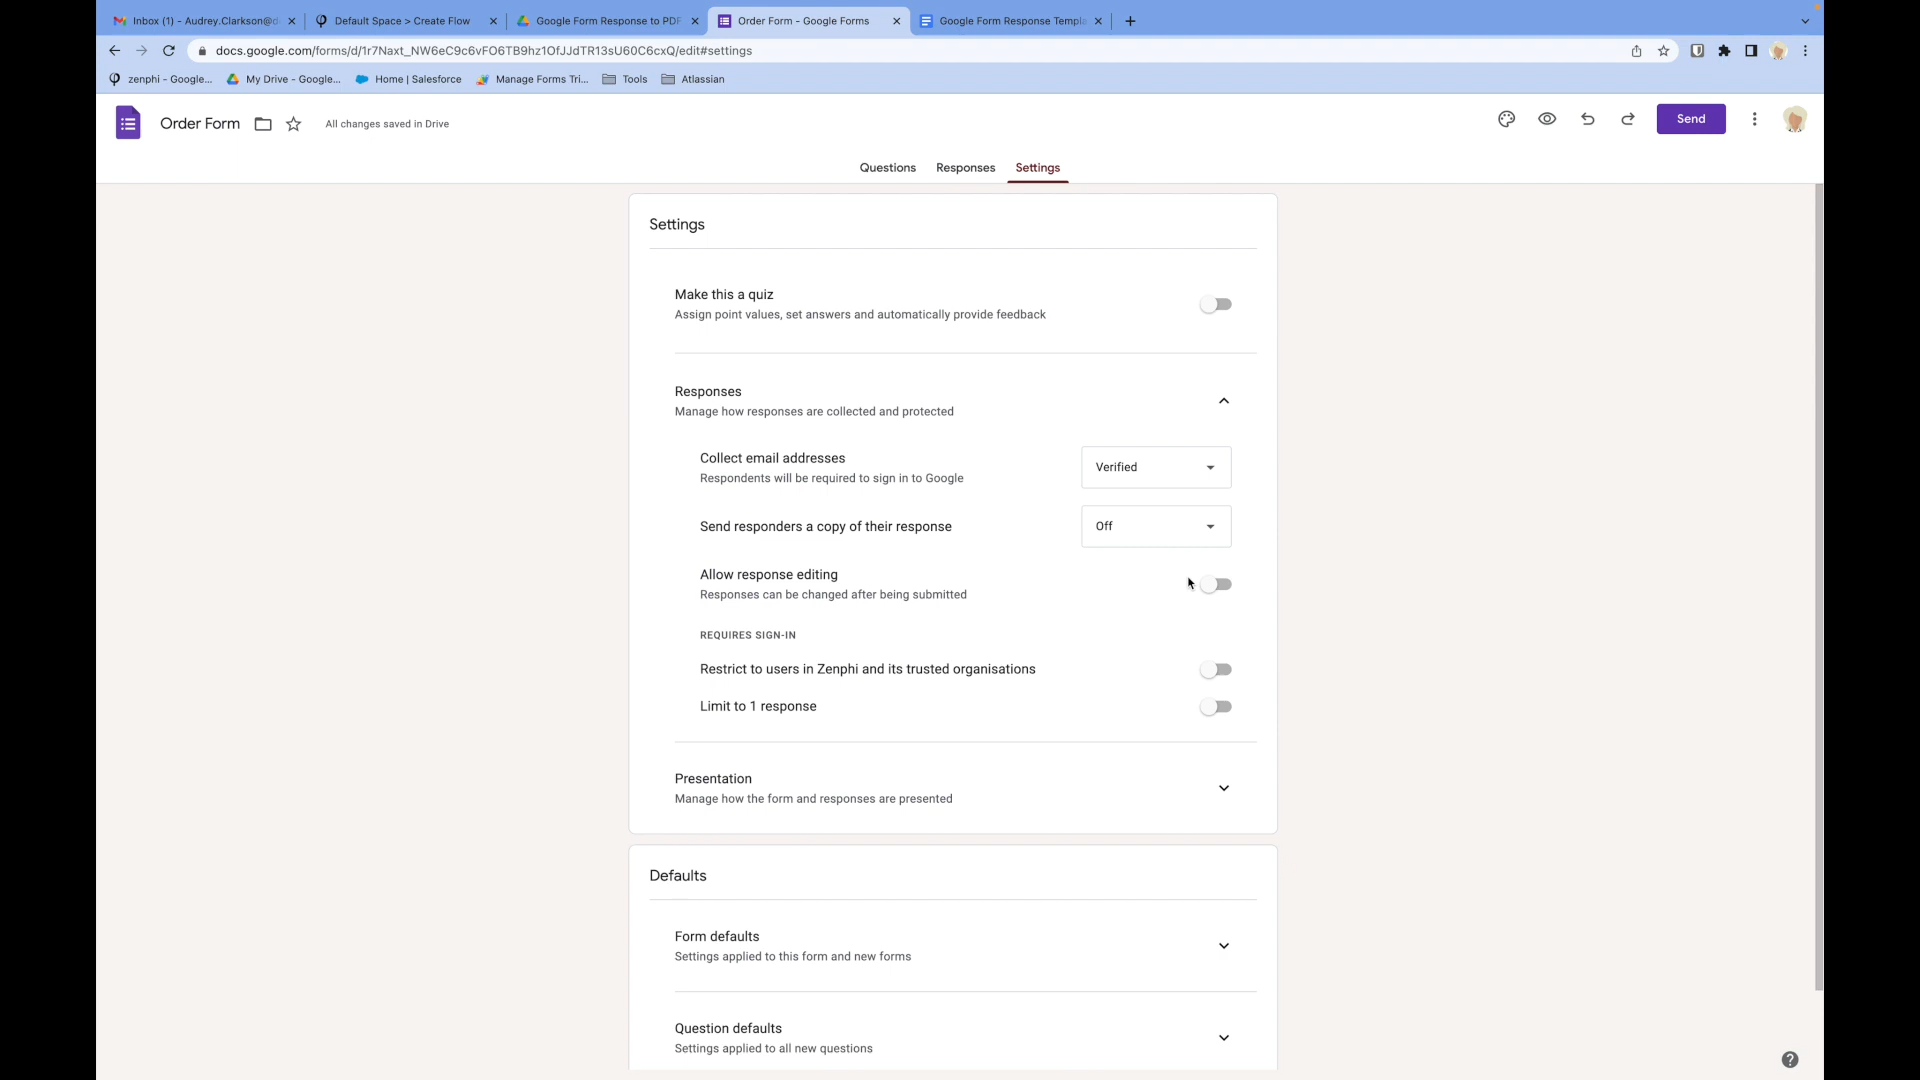 Inbox (1) - Audrey.Clarkson@d
Default Space > Create Flow
Google Form Response to PDF
Order Form - Google Forms
Google Form Response Templa
docs.google.com/forms/d/1r7Naxt_NW6eC9c6vFO6TB9hz1OfJJdTR13sU60C6cxQ/edit#settings
zenphi - Google...
My Drive - Google...
Home | Salesforce
Manage Forms Tri...
Tools
Atlassian
Order Form
All changes saved in Drive
Send
Questions
Responses
Settings
Settings
Make this a quiz
Assign point values, set answers and automatically provide feedback
Responses
Manage how responses are collected and protected
Collect email addresses
Respondents will be required to sign in to Google
Verified
Send responders a copy of their response
Off
Allow response editing
Responses can be changed after being submitted
REQUIRES SIGN-IN
Restrict to users in Zenphi and its trusted organisations
Limit to 1 response
Presentation
Manage how the form and responses are presented
Defaults
Form defaults
Settings applied to this form and new forms
Question defaults
Settings applied to all new questions